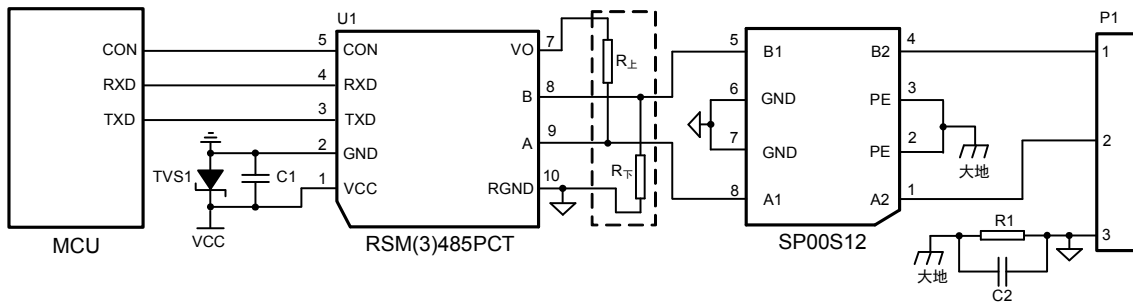 U1
P1
CON
RXD
TXD
MCU
5
4
3
2
1
CON
RXD
TXD
GND
VCC
VO
B
A
RGND
7
8
9
10
RSM(3)485PCT
TVS1
C1
VCC
R上
R下
5
6
7
8
B1
GND
GND
A1
B2
PE
PE
A2
4
3
2
1
SP00S12
大地
1
2
3
R1
C2
大地